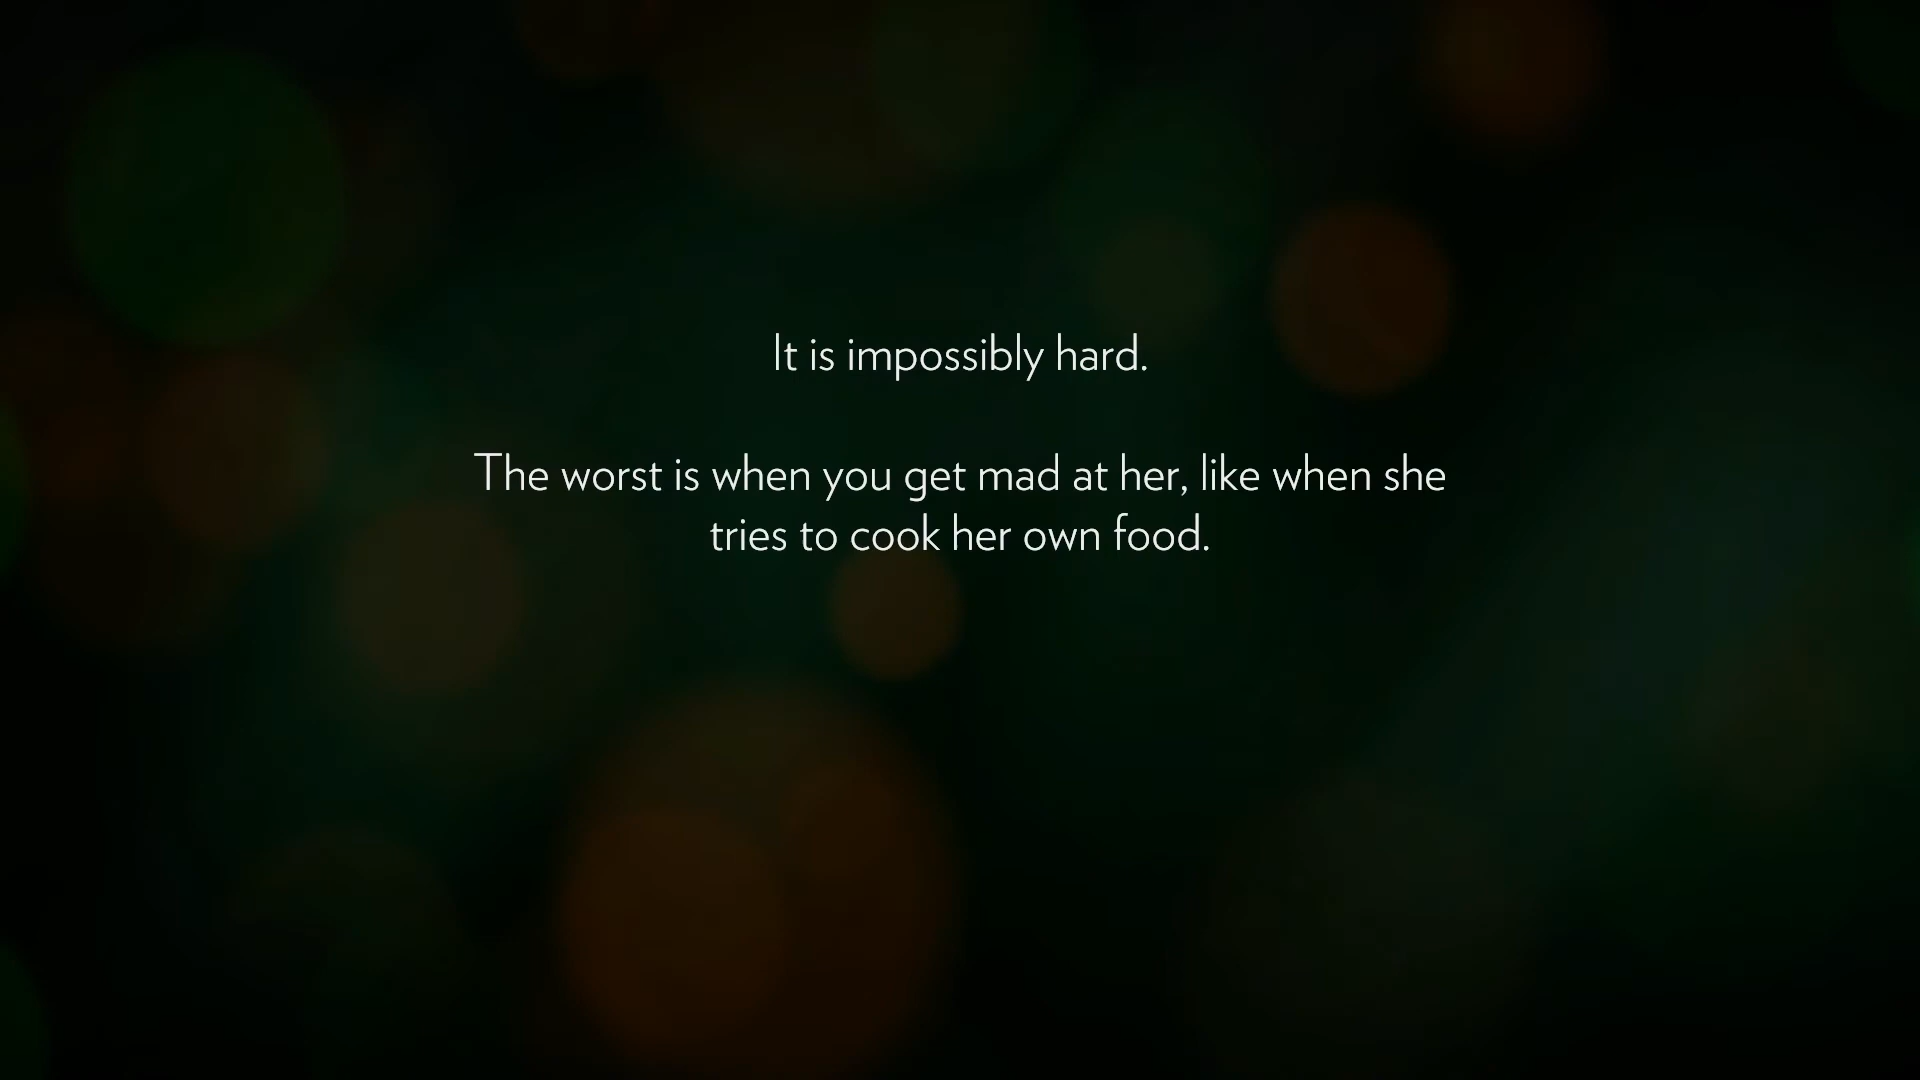 It is impossibly hard.
The worst is when you get mad at her, like when she
tries to cook her own food.